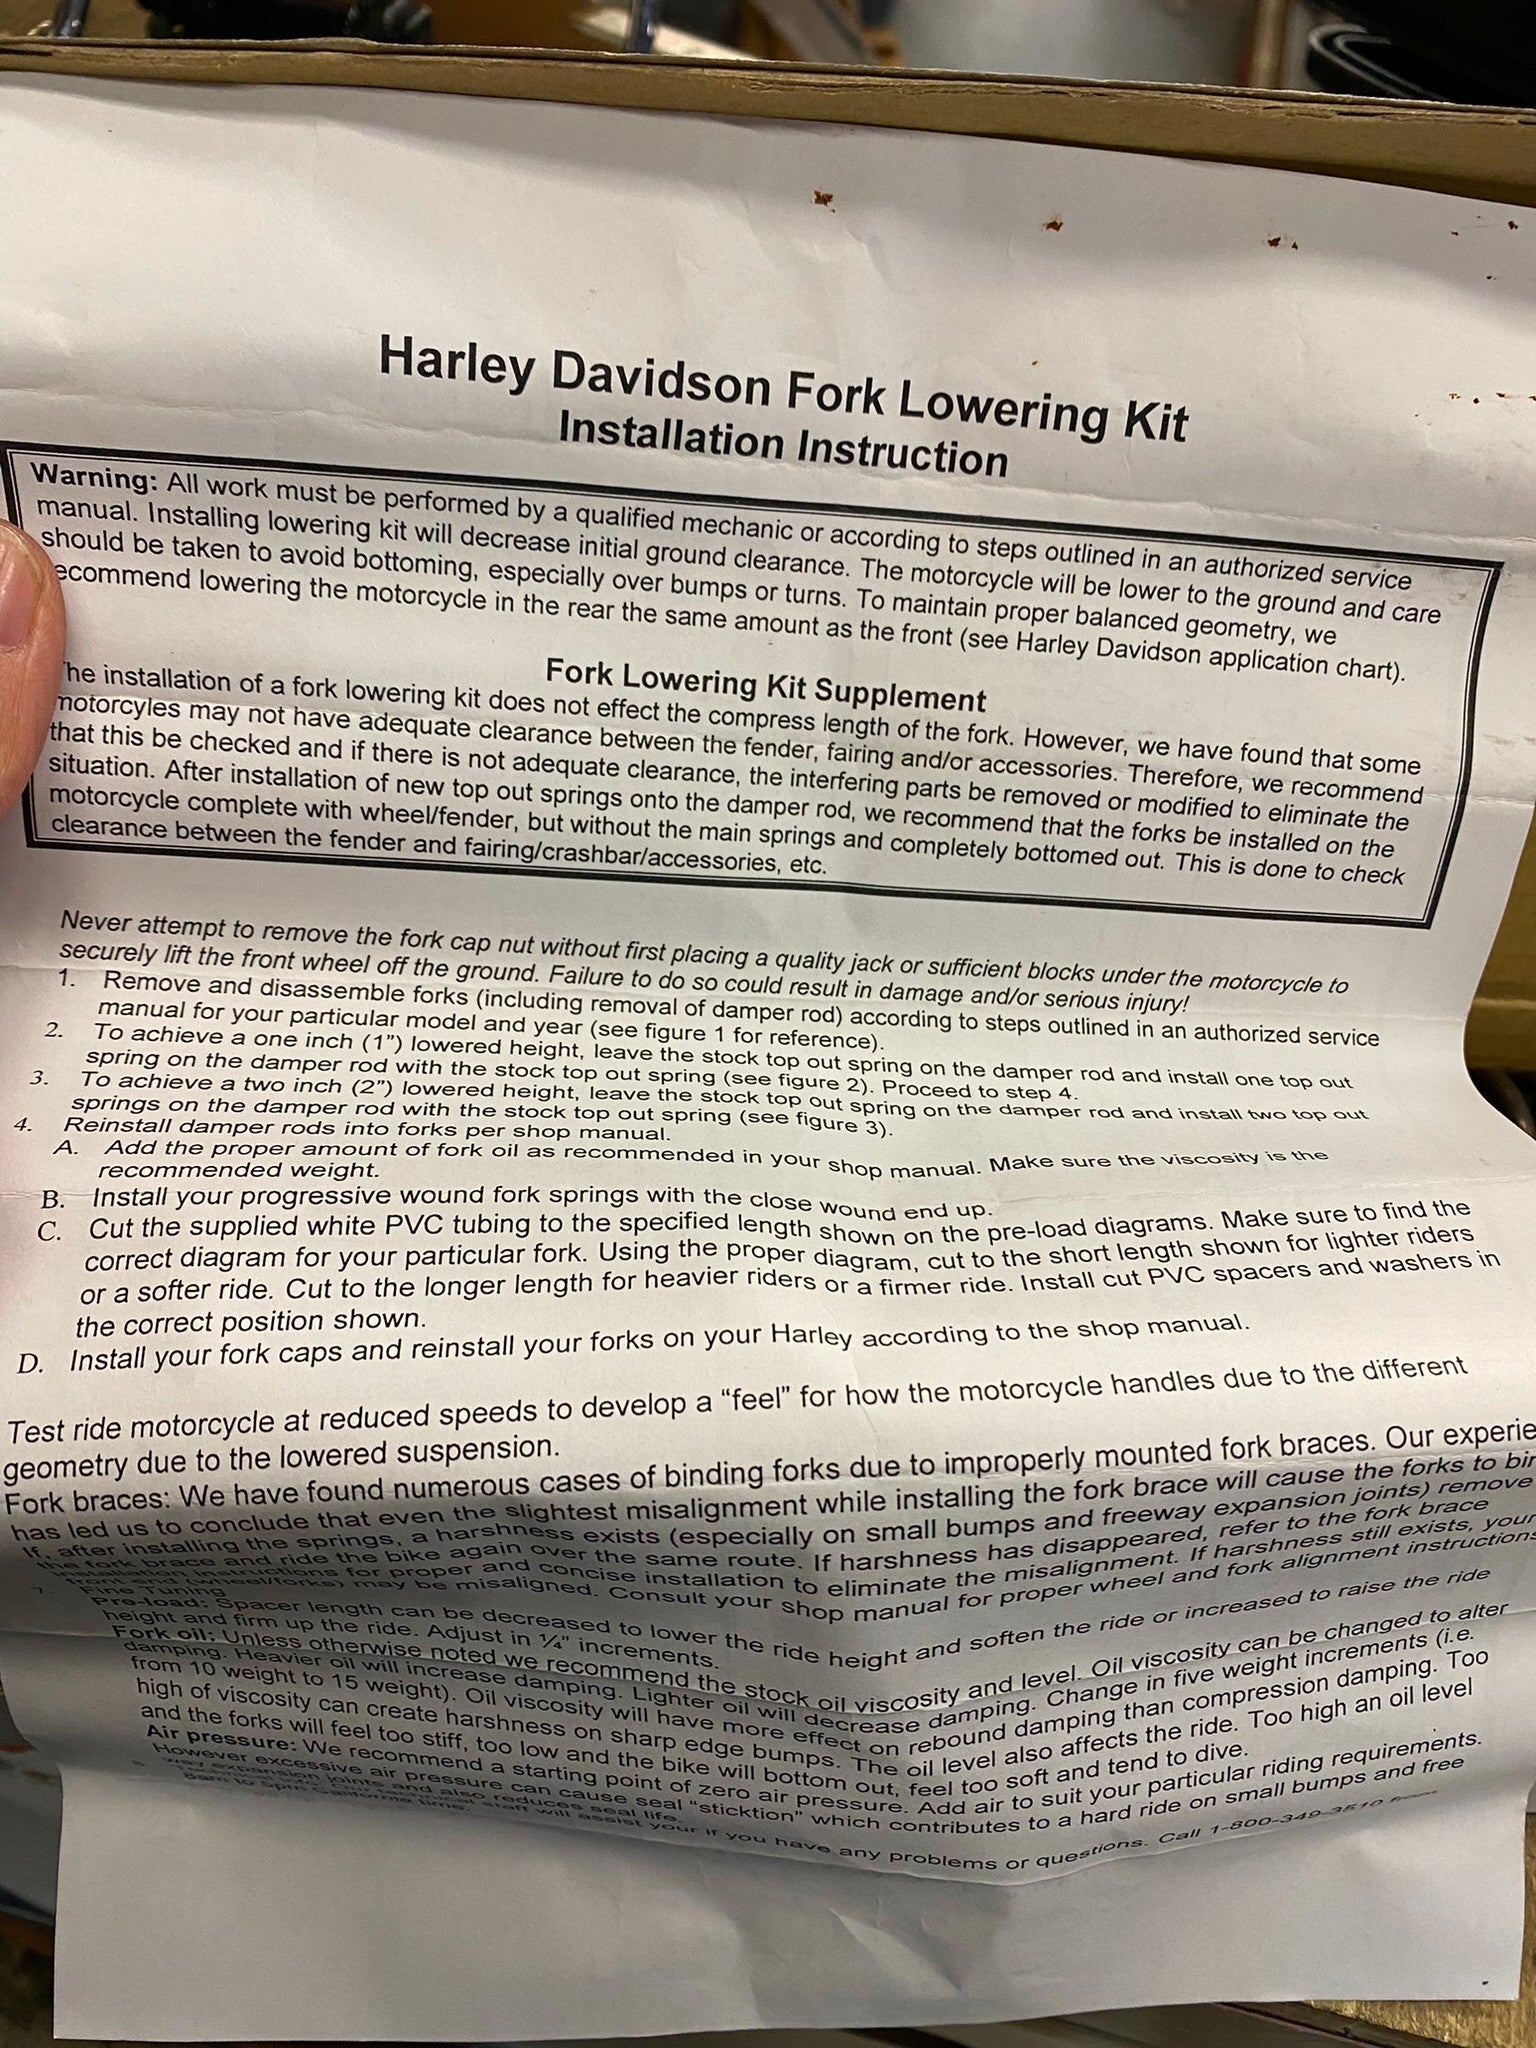 Harley Davidson Fork Lowering Kit
Installation Instruction
Warning: All work must be performed by a qualified mechanic or according to steps outlined in an authorized service
manual. Installing lowering kit will decrease initial ground clearance. The motorcycle will be lower to the ground and care
should be taken to avoid bottoming, especially over bumps or turns. To maintain proper balanced geometry, we
ecommend lowering the motorcycle in the rear the same amount as the front (see Harley Davidson application chart).
Fork Lowering Kit Supplement
he installation of a fork lowering kit does not effect the compress length of the fork. However, we have found that some
motorcyles may not have adequate clearance between the fender, fairing and/or accessories. Therefore, we recommend
that this be checked and if there is not adequate clearance, the interfering parts be removed or modified to eliminate the
situation. After installation of new top out springs onto the damper rod, we recommend that the forks be installed on the
motorcycle complete with wheel/fender, but without the main springs and completely bottomed out. This is done to check
clearance between the fender and fairing/crashbar/accessories, etc.
Never attempt to remove the fork cap nut without first placing a quality jack or sufficient blocks under the motorcycle to
securely lift the front wheel off the ground. Failure to do so could result in damage and/or serious injury!
1. Remove and disassemble forks (including removal of damper rod) according to steps outlined in an authorized service
manual for your particular model and year (see figure 1 for reference).
2. To achieve a one inch (1") lowered height, leave the stock top out spring on the damper rod and install one top out
spring on the damper rod with the stock top out spring (see figure 2). Proceed to step 4.
3. To achieve a two inch (2") lowered height, leave the stock top out spring on the damper rod and install two top out
springs on the damper rod with the stock top out spring (see figure 3).
4. Reinstall damper rods into forks per shop manual.
A. Add the proper amount of fork oil as recommended in your shop manual. Make sure the viscosity is the
recommended weight.
B. Install your progressive wound fork springs with the close wound end up.
C. Cut the supplied white PVC tubing to the specified length shown on the pre-load diagrams. Make sure to find the
correct diagram for your particular fork. Using the proper diagram, cut to the short length shown for lighter riders
or a softer ride. Cut to the longer length for heavier riders or a firmer ride. Install cut PVC spacers and washers in
the correct position shown.
D. Install your fork caps and reinstall your forks on your Harley according to the shop manual.
Test ride motorcycle at reduced speeds to develop a “feel” for how the motorcycle handles due to the different
geometry due to the lowered suspension.
Fork braces: We have found numerous cases of binding forks due to improperly mounted fork braces. Our experie
has led us to conclude that even the slightest misalignment while installing the fork brace will cause the forks to bin
If, after installing the springs, a harshness exists (especially on small bumps and freeway expansion joints) remove
the fork brace and ride the bike again over the same route. If harshness has disappeared, refer to the fork brace
installation instructions for proper and concise installation to eliminate the misalignment. If harshness still exists, your
front end (wheel/forks) may be misaligned. Consult your shop manual for proper wheel and fork alignment instructions
7. Fine Tuning
Pre-load: Spacer length can be decreased to lower the ride height and soften the ride or increased to raise the ride
height and firm up the ride. Adjust in ¼” increments.
Fork oil: Unless otherwise noted we recommend the stock oil viscosity and level. Oil viscosity can be changed to alter
damping. Heavier oil will increase damping. Lighter oil will decrease damping. Change in five weight increments (i.e.
from 10 weight to 15 weight). Oil viscosity will have more effect on rebound damping than compression damping. Too
high of viscosity can create harshness on sharp edge bumps. The oil level also affects the ride. Too high an oil level
and the forks will feel too stiff, too low and the bike will bottom out, feel too soft and tend to dive.
Air pressure: We recommend a starting point of zero air pressure. Add air to suit your particular riding requirements.
However excessive air pressure can cause seal “sticktion” which contributes to a hard ride on small bumps and free
way expansion joints and also reduces seal life.
staff will assist your if you have any problems or questions. Call 1-800-349-3510 from
8am to 5pm California time.